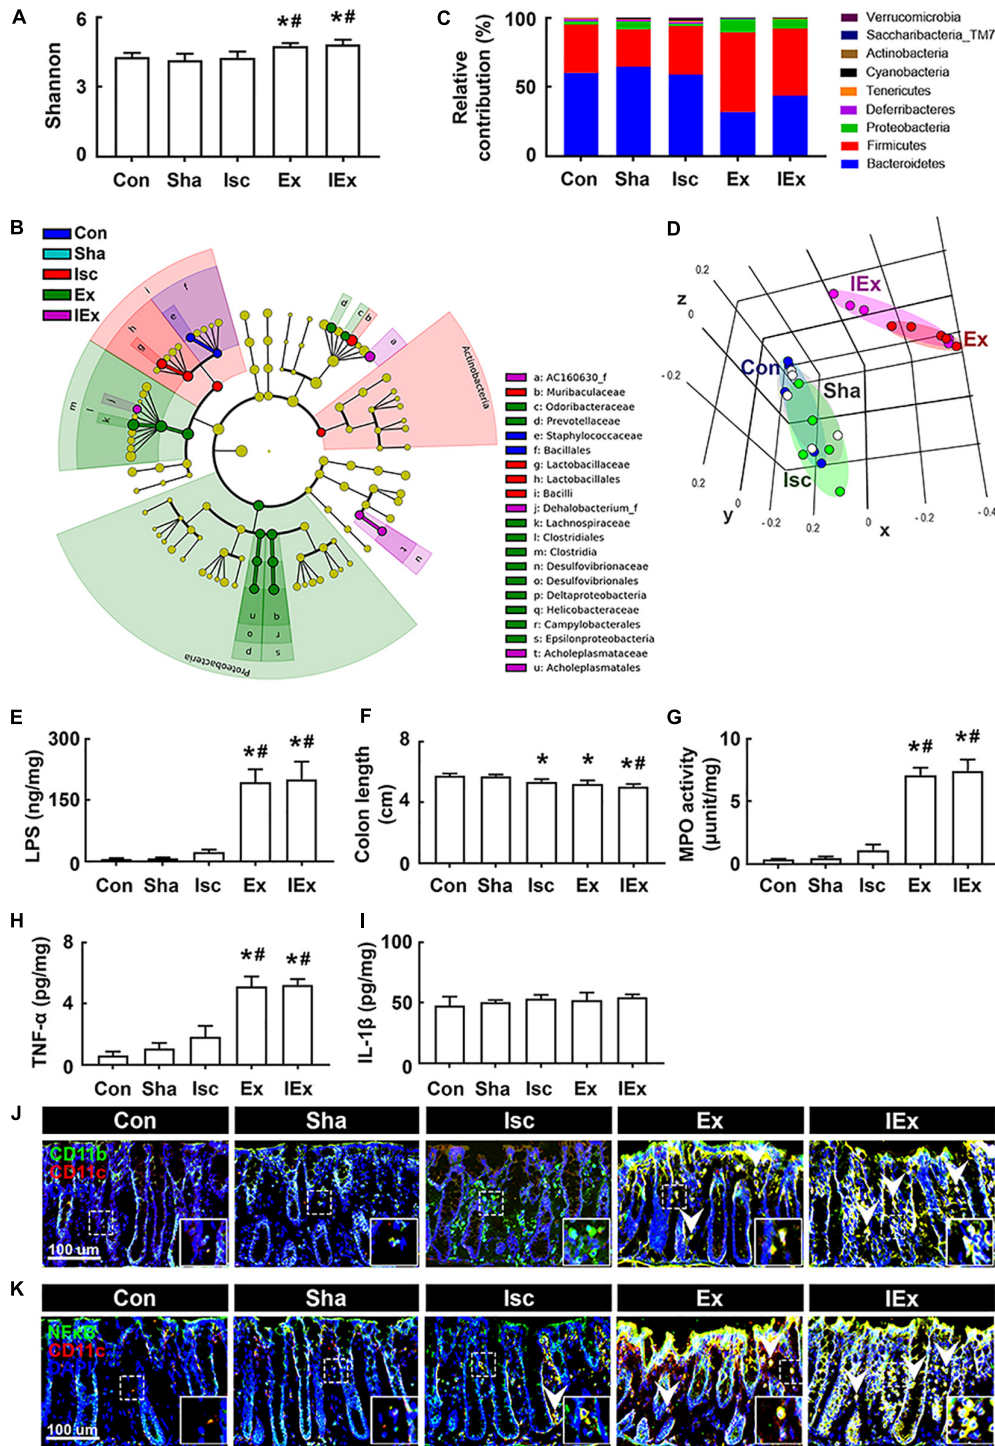 A
Shannon
6
3
0
*# *#
Con Sha Isc Ex IEx
C
Relative
contribution (%)
100
50
0
Con Sha Isc Ex IEx
Verrucomicrobia
Saccharibacteria_TM7
Actinobacteria
Cyanobacteria
Tenericutes
Deferribacteres
Proteobacteria
Firmicutes
Bacteroidetes
B
Con
Sha
Isc
Ex
IEx
i
f
e
h
g
m
l
k
j
d
c
b
a
Actinobacteria
n q
o r
p s
Proteobacteria
t
u
a: AC160630_f
b: Muribaculaceae
c: Odoribacteraceae
d: Prevotellaceae
e: Staphylococcaceae
f: Bacillales
g: Lactobacillaceae
h: Lactobacillales
i: Bacilli
j: Dehalobacterium_f
k: Lachnospiraceae
l: Clostridiales
m: Clostridia
n: Desulfovibrionaceae
o: Desulfovibrionales
p: Deltaproteobacteria
q: Helicobacteraceae
r: Campylobacterales
s: Epsilonproteobacteria
t: Acholeplasmataceae
u: Acholeplasmatales
D
0.2
z
0
-0.2
IEx
Ex
Con
Sha
Isc
0.2
y
0
-0.2
0.2
0
x
-0.2
-0.4
E
LPS (ng/mg)
300
150
0
*# *#
Con Sha Isc Ex IEx
F
Colon length
(cm)
8
4
0
* * *#
Con Sha Isc Ex IEx
G
MPO activity
(µunit/mg)
10
5
0
*# *#
Con Sha Isc Ex IEx
H
TNF-α (pg/mg)
8
4
0
*# *#
Con Sha Isc Ex IEx
I
IL-1β (pg/mg)
100
50
0
Con Sha Isc Ex IEx
J
Con Sha Isc Ex IEx
CD11b
CD11c
100 um
K
Con Sha Isc Ex IEx
NFkB
CD11c
100 um